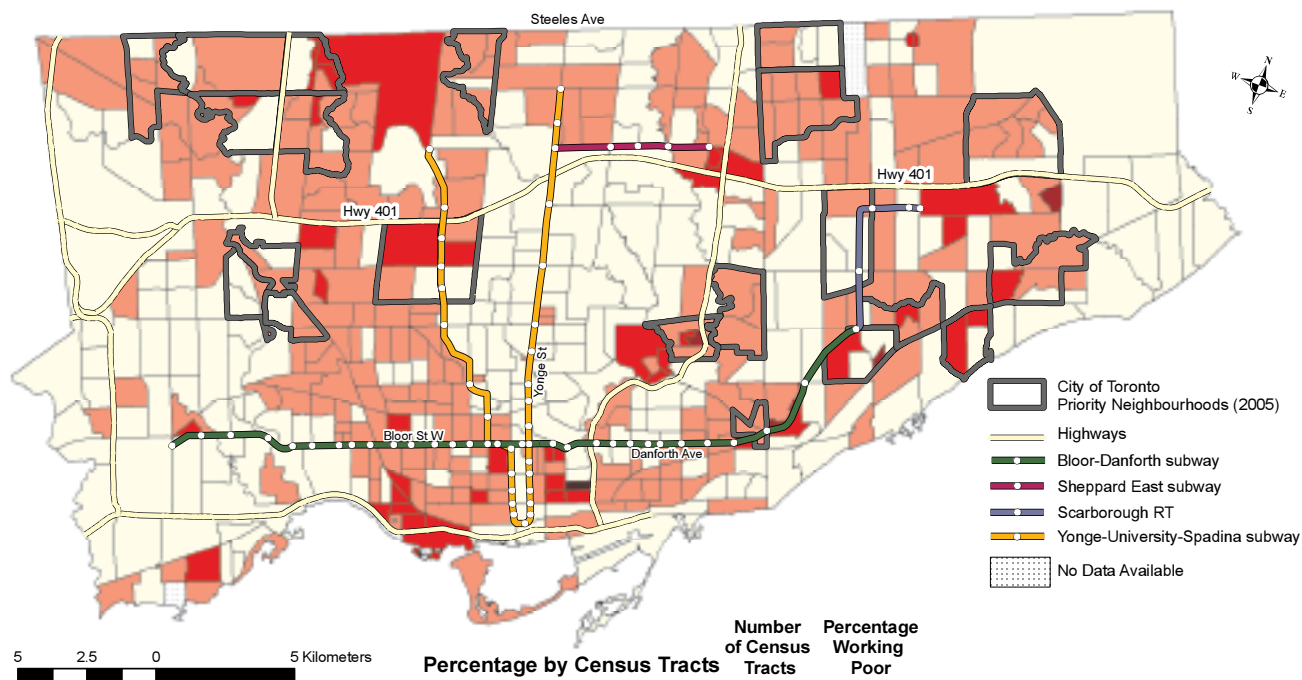 Steeles Ave
N
W
E
S
Hwy 401
Hwy 401
Yonge St
Bloor St W
Danforth Ave
City of Toronto
Priority Neighbourhoods (2005)
Highways
Bloor-Danforth subway
Sheppard East subway
Scarborough RT
Yonge-University-Spadina subway
No Data Available
5 2.5 0 5 Kilometers
Percentage by Census Tracts
Number
of Census
Tracts
Percentage
Working
Poor